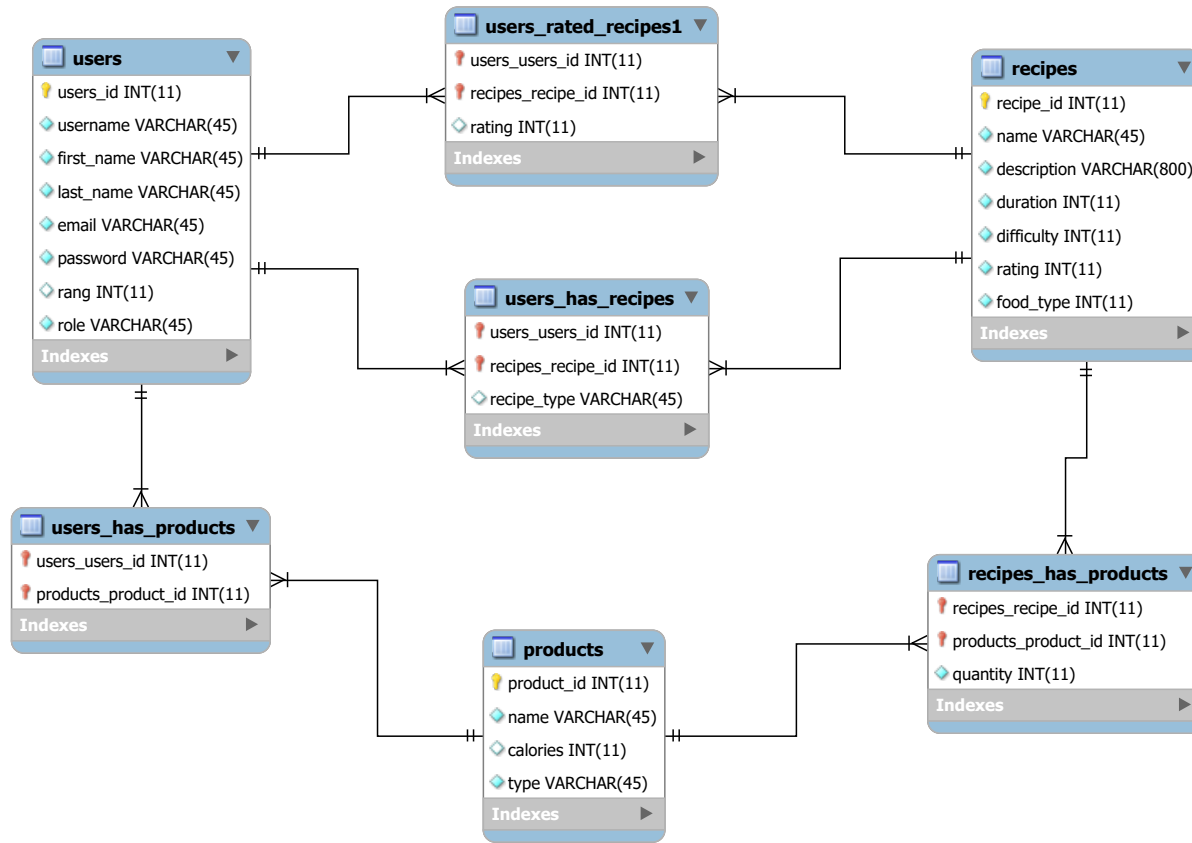 users
users_id INT(11)
username VARCHAR(45)
first_name VARCHAR(45)
last_name VARCHAR(45)
email VARCHAR(45)
password VARCHAR(45)
rang INT(11)
role VARCHAR(45)
Indexes
users_rated_recipes1
users_users_id INT(11)
recipes_recipe_id INT(11)
rating INT(11)
Indexes
recipes
recipe_id INT(11)
name VARCHAR(45)
description VARCHAR(800)
duration INT(11)
difficulty INT(11)
rating INT(11)
food_type INT(11)
Indexes
users_has_recipes
users_users_id INT(11)
recipes_recipe_id INT(11)
recipe_type VARCHAR(45)
Indexes
users_has_products
users_users_id INT(11)
products_product_id INT(11)
Indexes
products
product_id INT(11)
name VARCHAR(45)
calories INT(11)
type VARCHAR(45)
Indexes
recipes_has_products
recipes_recipe_id INT(11)
products_product_id INT(11)
quantity INT(11)
Indexes